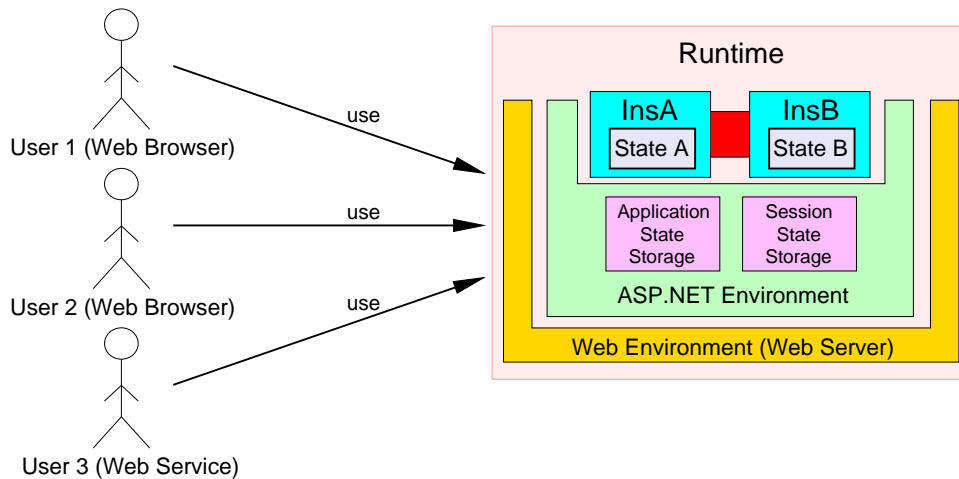 User 1 (Web Browser)
use
User 2 (Web Browser)
use
User 3 (Web Service)
use
Runtime
InsA
State A
InsB
State B
Application
State
Storage
Session
State
Storage
ASP.NET Environment
Web Environment (Web Server)